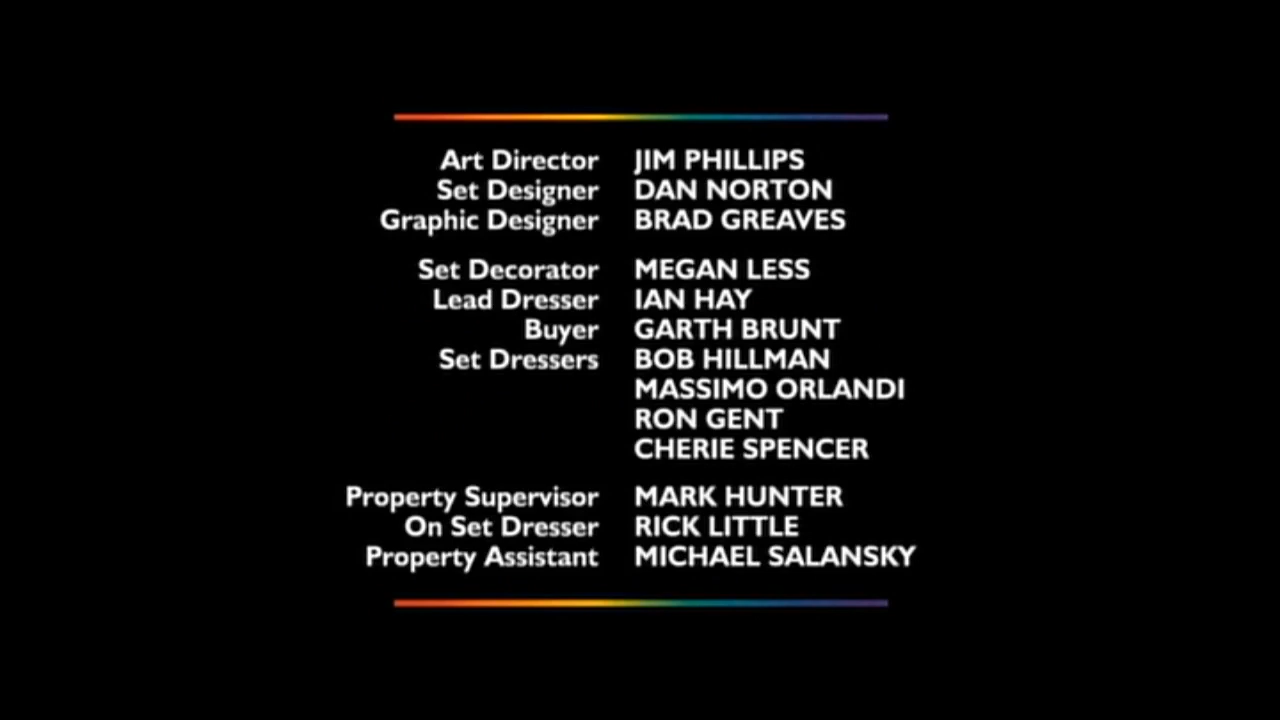 Art Director JIM PHILLIPS
Set Designer DAN NORTON
Graphic Designer BRAD GREAVES
Set Decorator MEGAN LESS
Lead Dresser IAN HAY
Buyer GARTH BRUNT
Set Dressers BOB HILLMAN
MASSIMO ORLANDI
RON GENT
CHERIE SPENCER
Property Supervisor MARK HUNTER
On Set Dresser RICK LITTLE
Property Assistant MICHAEL SALANSKY